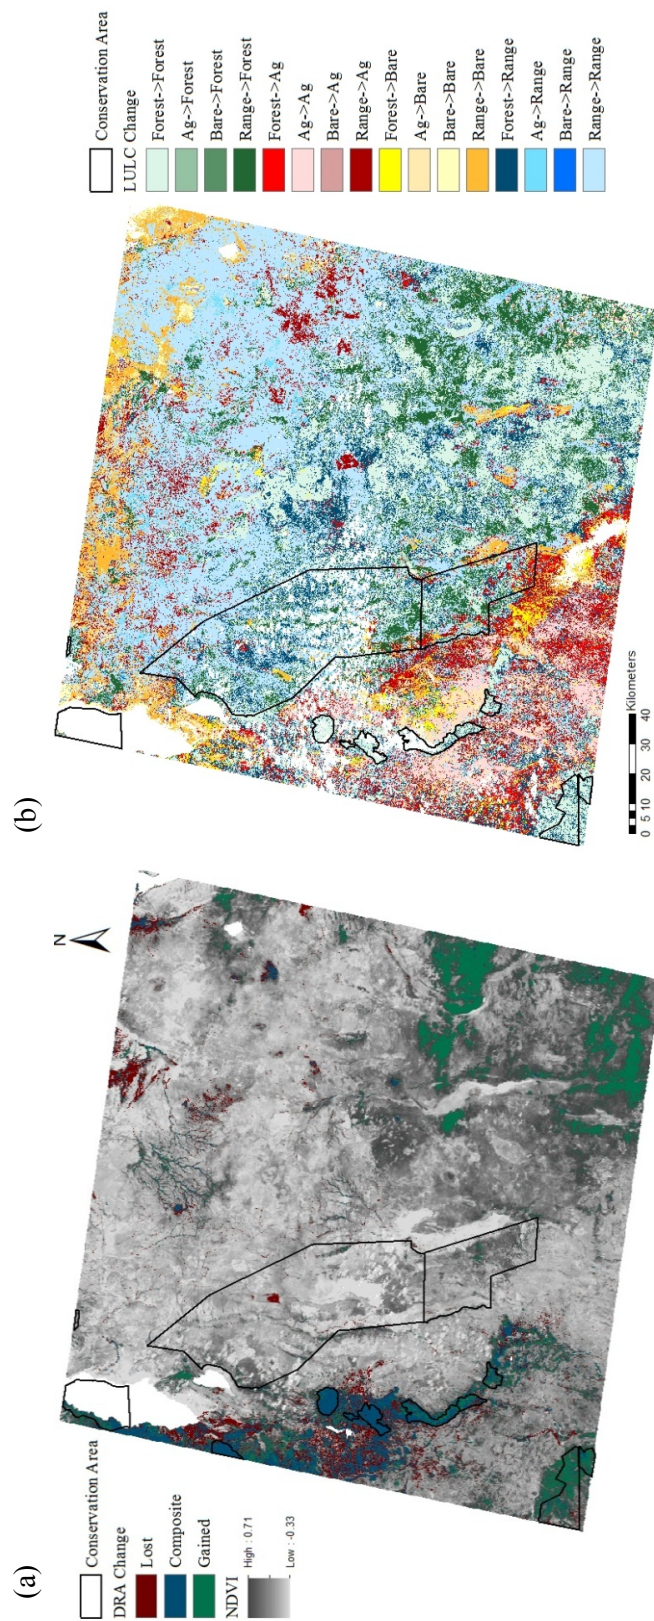 (a)
Conservation Area
DRA Change
Lost
Composite
Gained
NDVI
High : 0.71
Low : -0.33
N
(b)
Conservation Area
LULC Change
Forest->Forest
Ag->Forest
Bare->Forest
Range->Forest
Forest->Ag
Ag->Ag
Bare->Ag
Range->Ag
Forest->Bare
Ag->Bare
Bare->Bare
Range->Bare
Forest->Range
Ag->Range
Bare->Range
Range->Range
0 5 10 20 30 40
Kilometers